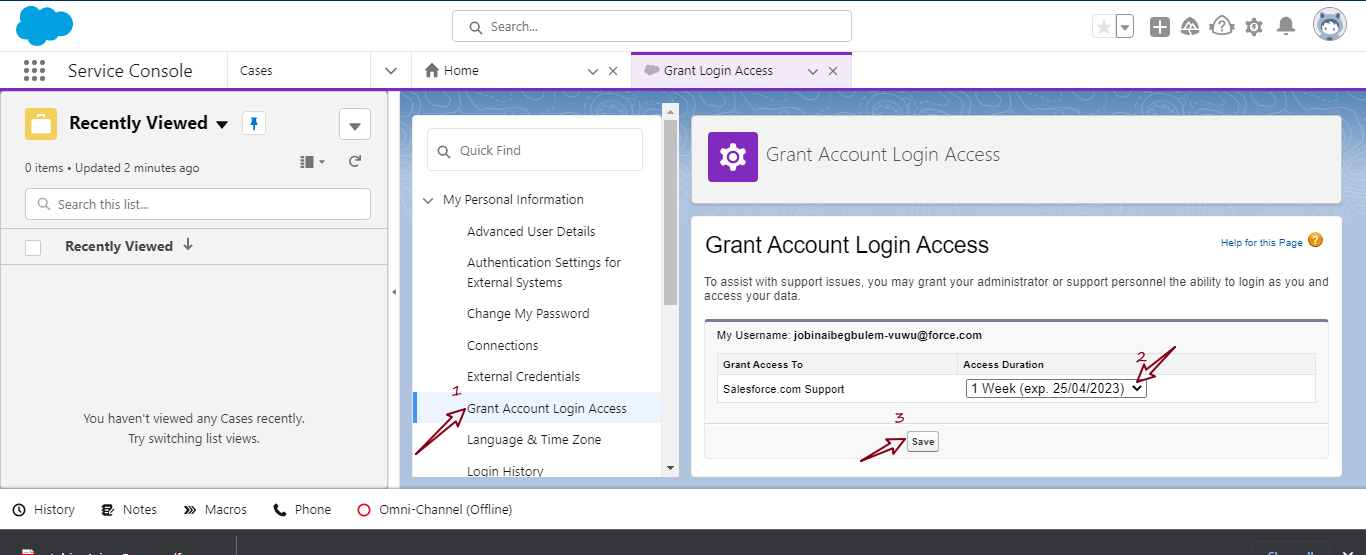 Search...
Service Console
Cases
Home
Grant Login Access
Recently Viewed
0 items • Updated 2 minutes ago
Search this list...
Recently Viewed
You haven't viewed any Cases recently.
Try switching list views.
Quick Find
My Personal Information
Advanced User Details
Authentication Settings for
External Systems
Change My Password
Connections
External Credentials
1
Grant Account Login Access
Language & Time Zone
Login History
Grant Account Login Access
Grant Account Login Access
Help for this Page
To assist with support issues, you may grant your administrator or support personnel the ability to login as you and
access your data.
My Username: jobinaibegbulem-vuwu@force.com
Grant Access To
Access Duration
2
Salesforce.com Support
1 Week (exp. 25/04/2023)
3
Save
History
Notes
Macros
Phone
Omni-Channel (Offline)